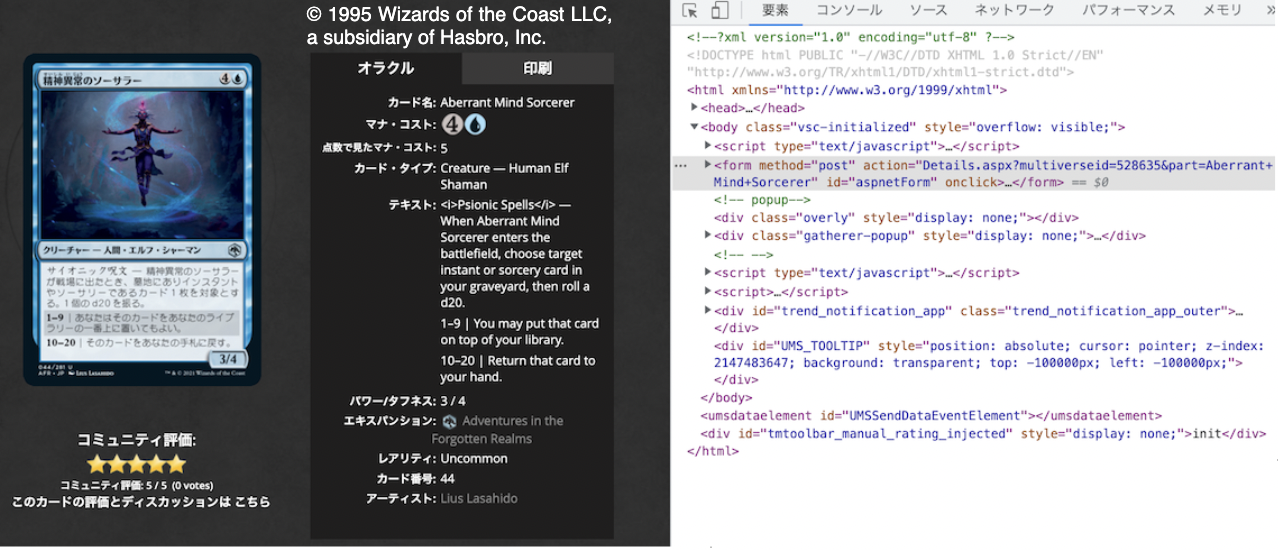 © 1995 Wizards of the Coast LLC,
a subsidiary of Hasbro, Inc.
精神異常のソーサラー 4
クリーチャー — 人間・エルフ・シャーマン
サイオニック呪文 — 精神異常のソーサラー
が戦場に出たとき、墓地にありインスタント
やソーサリーであるカード1枚を対象とす
る。1個の d20 を振る。
1–9 | あなたはそのカードをあなたのライブ
ラリーの一番上に置いてもよい。
10–20 | そのカードをあなたの手札に戻す。
3/4
044/281 U
AFR • JP Lius Lasahido
™ & © 2021 Wizards of the Coast
コミュニティ評価:
コミュニティ評価: 5 / 5 (0 votes)
このカードの評価とディスカッションは こちら
オラクル 印刷
カード名: Aberrant Mind Sorcerer
マナ・コスト: 4
点数で見たマナ・コスト: 5
カード・タイプ: Creature — Human Elf
Shaman
テキスト: <i>Psionic Spells</i> —
When Aberrant Mind
Sorcerer enters the
battlefield, choose target
instant or sorcery card in
your graveyard, then roll a
d20.
1–9 | You may put that card
on top of your library.
10–20 | Return that card to
your hand.
パワー/タフネス: 3 / 4
エキスパンション: Adventures in the
Forgotten Realms
レアリティ: Uncommon
カード番号: 44
アーティスト: Lius Lasahido
要素 コンソール ソース ネットワーク パフォーマンス メモリ »
<!--?xml version="1.0" encoding="utf-8" ?-->
<!DOCTYPE html PUBLIC "-//W3C//DTD XHTML 1.0 Strict//EN"
"http://www.w3.org/TR/xhtml1/DTD/xhtml1-strict.dtd">
<html xmlns="http://www.w3.org/1999/xhtml">
<head>…</head>
<body class="vsc-initialized" style="overflow: visible;">
<script type="text/javascript">…</script>
<form method="post" action="Details.aspx?multiverseid=528635&part=Aberrant+
Mind+Sorcerer" id="aspnetForm" onclick>…</form> == $0
<!-- popup-->
<div class="overly" style="display: none;"></div>
<div class="gatherer-popup" style="display: none;">…</div>
<!-- -->
<script type="text/javascript">…</script>
<script>…</script>
<div id="trend_notification_app" class="trend_notification_app_outer">…
</div>
<div id="UMS_TOOLTIP" style="position: absolute; cursor: pointer; z-index:
2147483647; background: transparent; top: -100000px; left: -100000px;">
</div>
</body>
<umsdataelement id="UMSSendDataEventElement"></umsdataelement>
<div id="tmtoolbar_manual_rating_injected" style="display: none;">init</div>
</html>